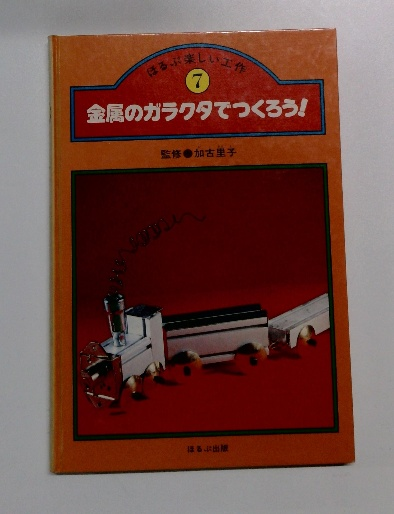 ほるぷ楽しい工作
7
金属のガラクタでつくろう!
監修●加古里子
ほるぷ出版